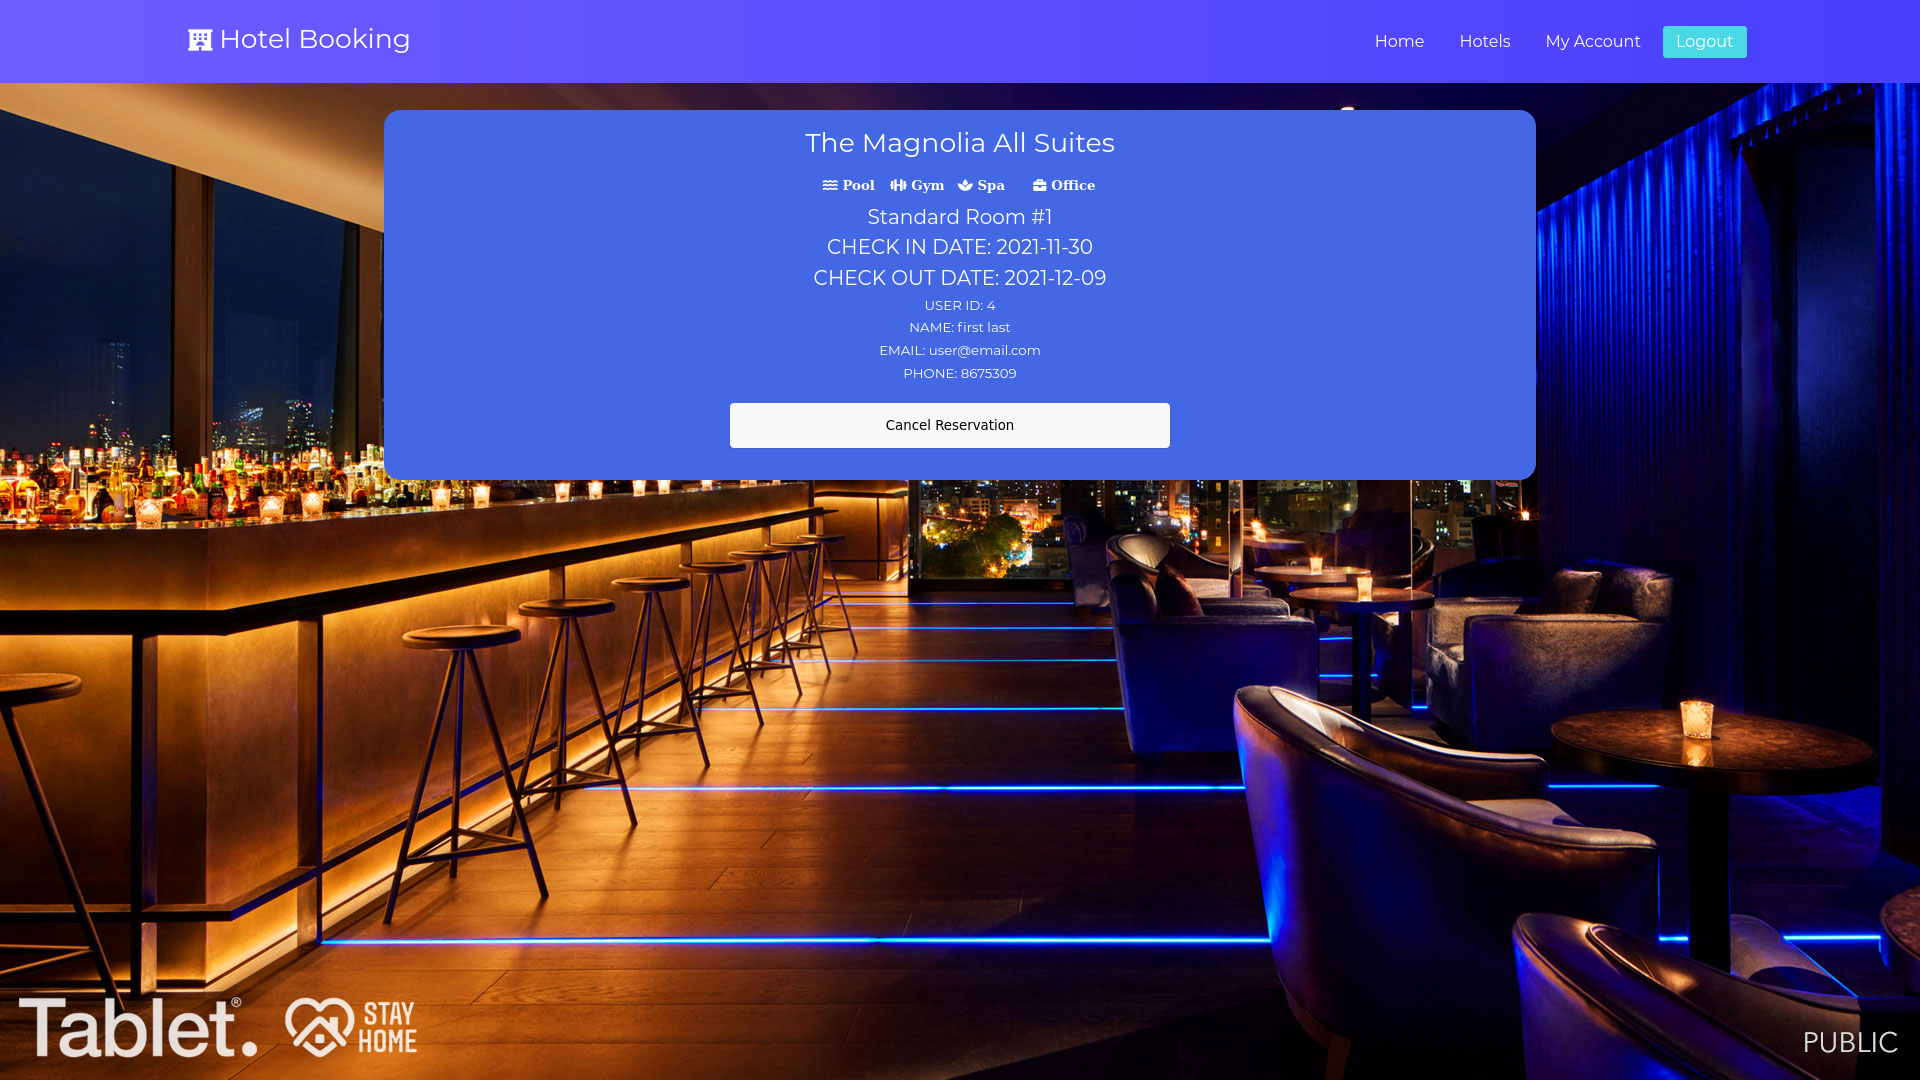 Hotel Booking
Home Hotels My Account Logout
The Magnolia All Suites
Pool Gym Spa Office
Standard Room #1
CHECK IN DATE: 2021-11-30
CHECK OUT DATE: 2021-12-09
USER ID: 4
NAME: first last
EMAIL: user@email.com
PHONE: 8675309
Cancel Reservation
Tablet.®
STAY
HOME
PUBLIC